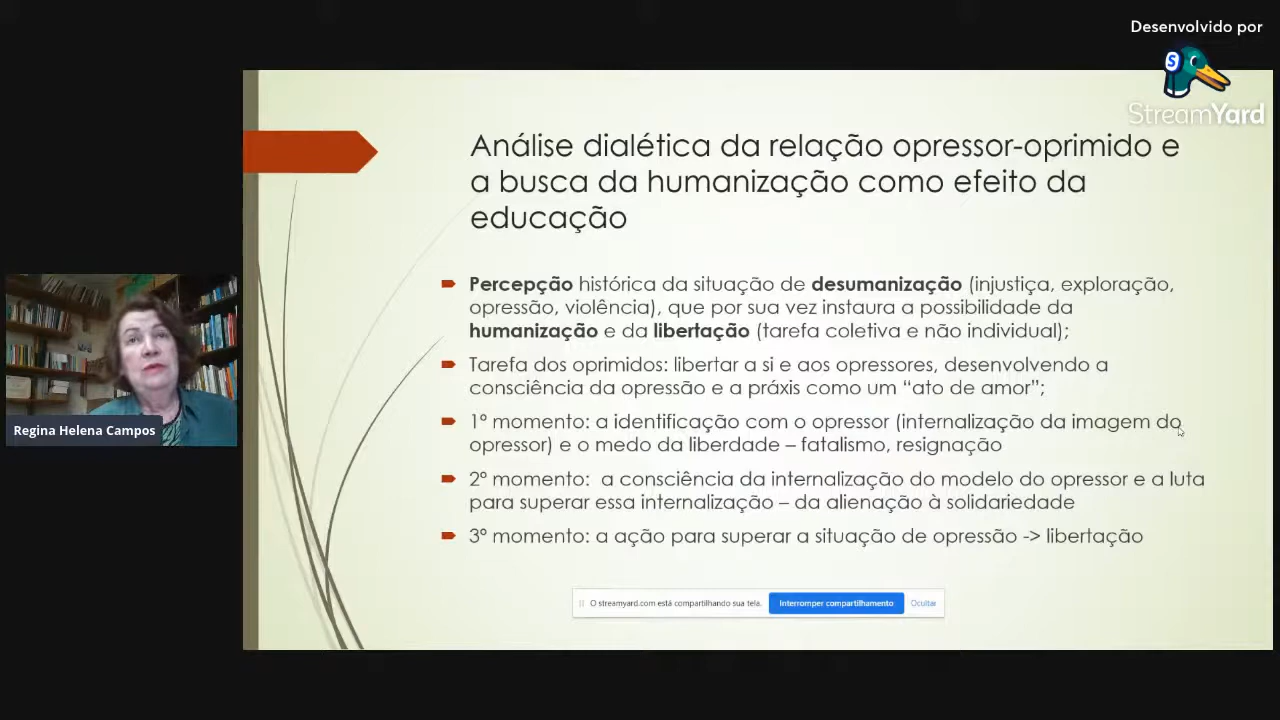 Desenvolvido por
StreamYard
Análise dialética da relação opressor-oprimido e
a busca da humanização como efeito da
educação
Percepção histórica da situação de desumanização (injustiça, exploração,
opressão, violência), que por sua vez instaura a possibilidade da
humanização e da libertação (tarefa coletiva e não individual);
Tarefa dos oprimidos: libertar a si e aos opressores, desenvolvendo a
consciência da opressão e a práxis como um “ato de amor”;
1º momento: a identificação com o opressor (internalização da imagem do
opressor) e o medo da liberdade – fatalismo, resignação
2º momento: a consciência da internalização do modelo do opressor e a luta
para superar essa internalização – da alienação à solidariedade
3º momento: a ação para superar a situação de opressão -> libertação
Regina Helena Campos
O streamyard.com está compartilhando sua tela. Interromper compartilhamento Ocultar